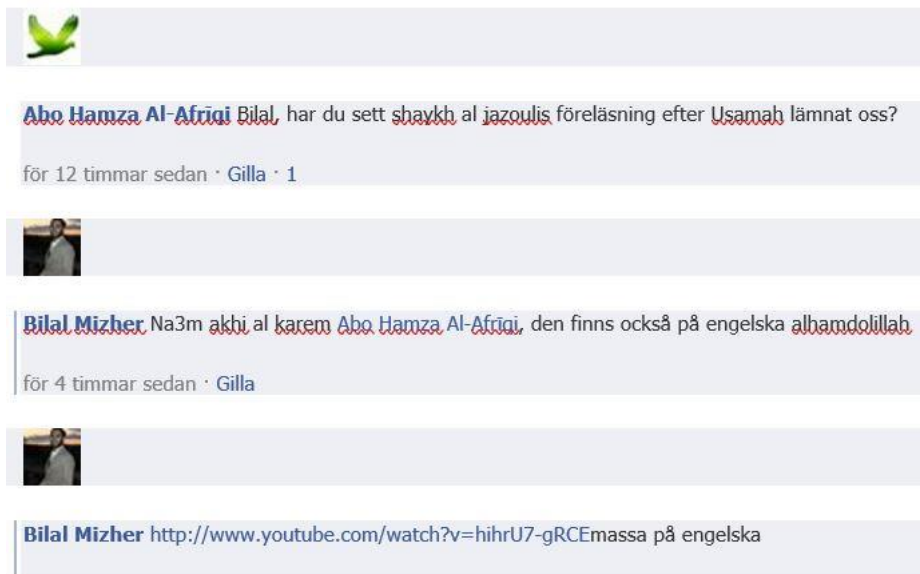 Abo Hamza Al-Afrīqi Bilal, har du sett shaykh al jazoulis föreläsning efter Usamah lämnat oss?
för 12 timmar sedan · Gilla · 1
Bilal Mizher Na3m akhi al karem Abo Hamza Al-Afrīqi, den finns också på engelska alhamdolillah
för 4 timmar sedan · Gilla
Bilal Mizher http://www.youtube.com/watch?v=hihrU7-gRCEmassa på engelska